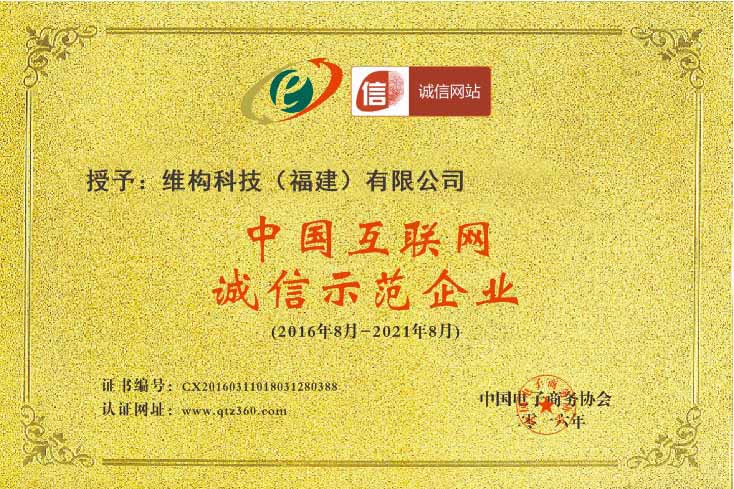 信 诚信网站
授予：维构科技（福建）有限公司
中国互联网
诚信示范企业
(2016年8月-2021年8月)
证书编号：CX20160311018031280388
认证网址：www.qtz360.com
中国电子商务协会
二零一六年